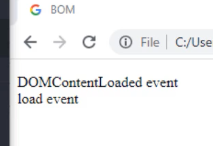 BOM
File | C:/Use
DOMContentLoaded event
load event